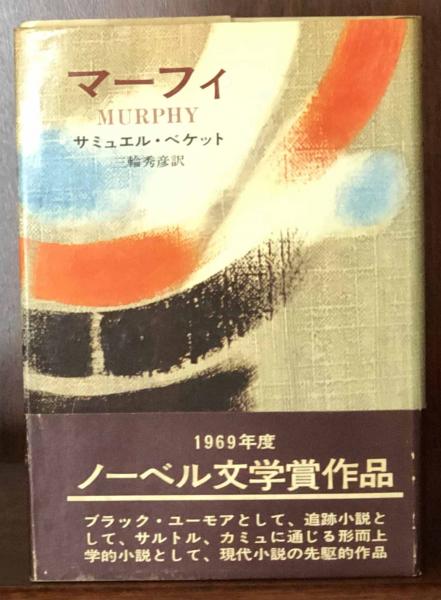 マーフィ
MURPHY
サミュエル・ベケット
三輪秀彦訳
1969年度
ノーベル文学賞作品
ブラック・ユーモアとして、追跡小説と
して、サルトル、カミュに通じる形而上
学的小説として、現代小説の先駆的作品